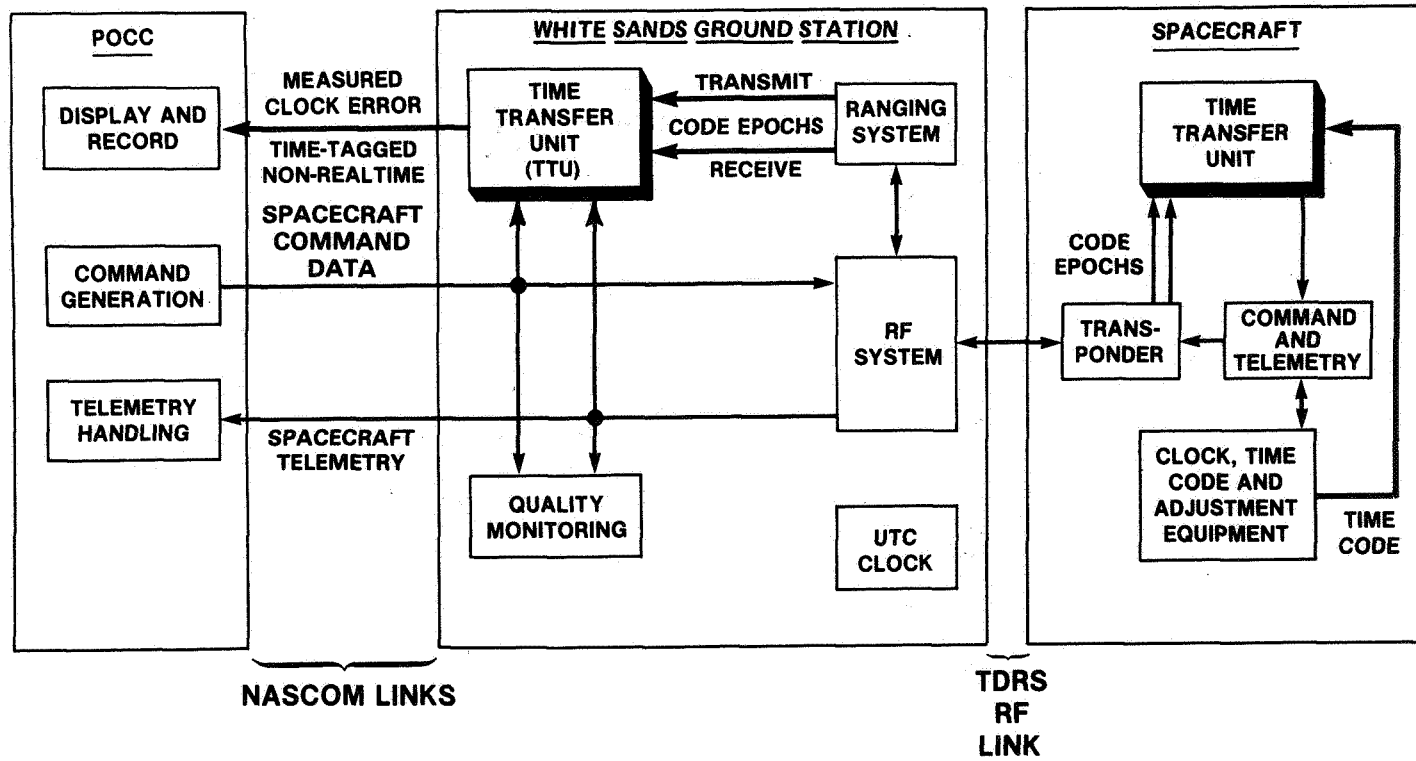 POCC
DISPLAY AND
RECORD
COMMAND
GENERATION
TELEMETRY
HANDLING
MEASURED
CLOCK ERROR
TIME-TAGGED
NON-REALTIME
SPACECRAFT
COMMAND
DATA
SPACECRAFT
TELEMETRY
NASCOM LINKS
WHITE SANDS GROUND STATION
TIME
TRANSFER
UNIT
(TTU)
TRANSMIT
CODE EPOCHS
RECEIVE
RANGING
SYSTEM
RF
SYSTEM
QUALITY
MONITORING
UTC
CLOCK
TDRS
RF
LINK
SPACECRAFT
TIME
TRANSFER
UNIT
CODE
EPOCHS
TRANS-
PONDER
COMMAND
AND
TELEMETRY
CLOCK, TIME
CODE AND
ADJUSTMENT
EQUIPMENT
TIME
CODE